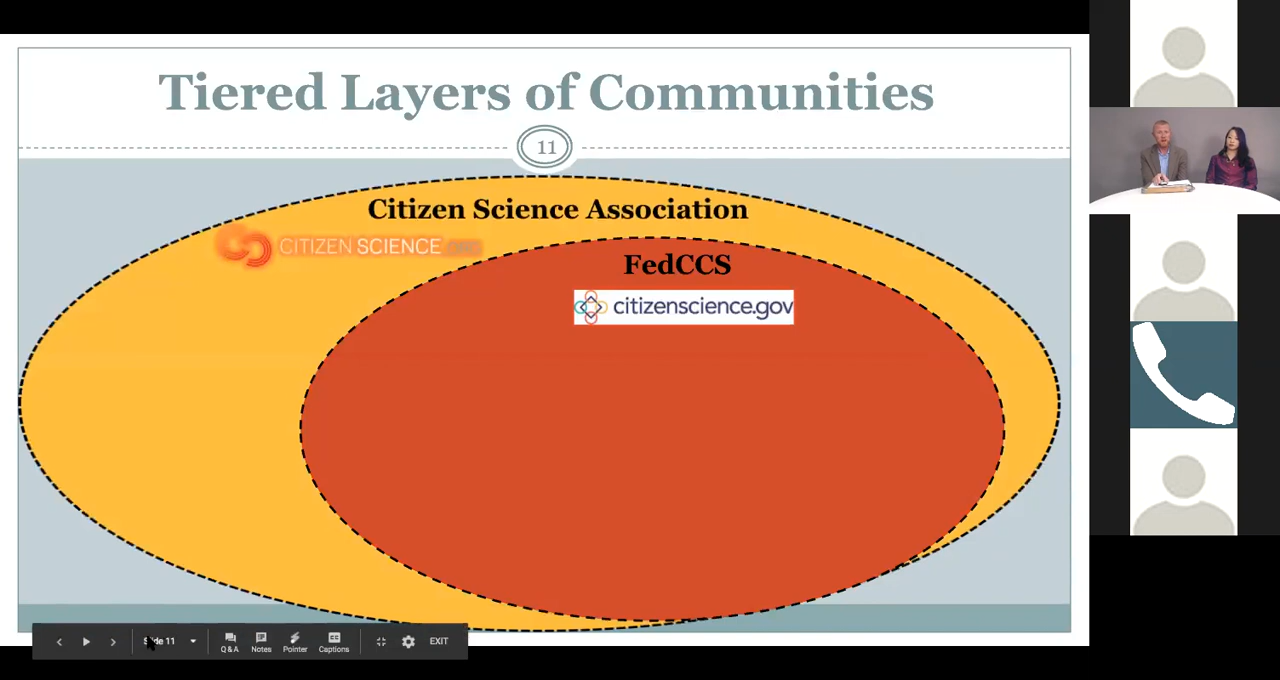 Tiered Layers of Communities
11
Citizen Science Association
CITIZEN SCIENCE.ORG
FedCCS
citizenscience.gov
Slide 11
Q & A
Notes
Pointer
Captions
EXIT